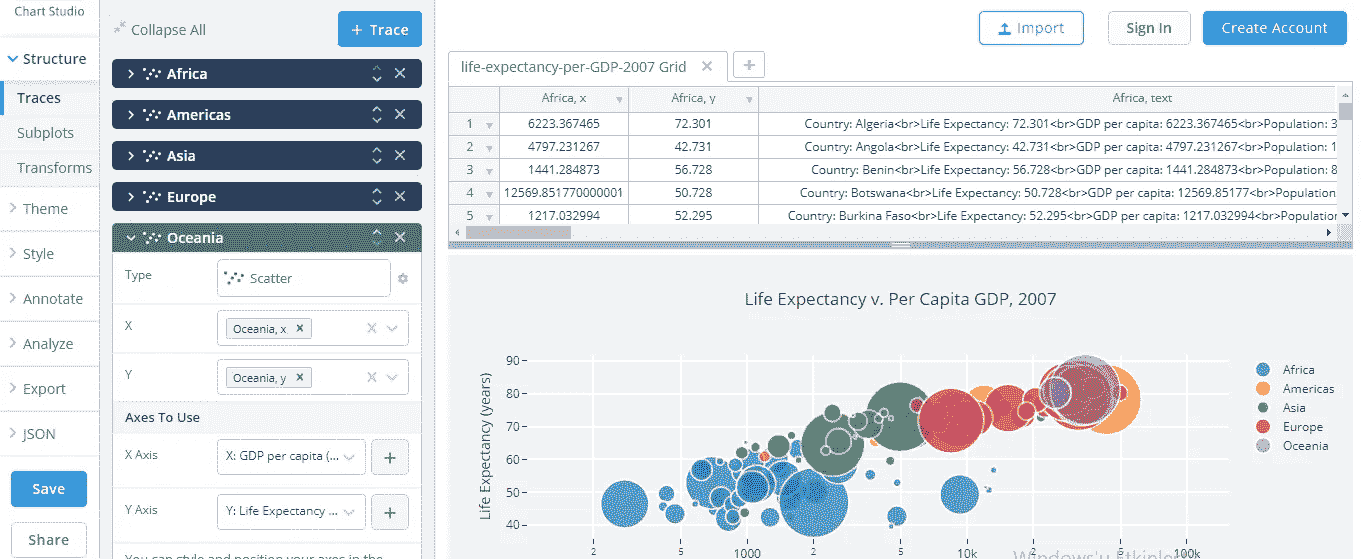 Chart Studio
Structure
Traces
Subplots
Transforms
Theme
Style
Annotate
Analyze
Export
JSON
Save
Share
Collapse All
+ Trace
Africa
Americas
Asia
Europe
Oceania
Type
Scatter
X
Oceania, x
Y
Oceania, y
Axes To Use
X Axis
X: GDP per capita (...
Y Axis
Y: Life Expectancy ...
You can style and position your axes in the
Import
Sign In
Create Account
life-expectancy-per-GDP-2007 Grid
Africa, x Africa, y Africa, text
1 6223.367465 72.301 Country: Algeria<br>Life Expectancy: 72.301<br>GDP per capita: 6223.367465<br>Population: 3
2 4797.231267 42.731 Country: Angola<br>Life Expectancy: 42.731<br>GDP per capita: 4797.231267<br>Population: 1
3 1441.284873 56.728 Country: Benin<br>Life Expectancy: 56.728<br>GDP per capita: 1441.284873<br>Population: 8
4 12569.851770000001 50.728 Country: Botswana<br>Life Expectancy: 50.728<br>GDP per capita: 12569.85177<br>Population
5 1217.032994 52.295 Country: Burkina Faso<br>Life Expectancy: 52.295<br>GDP per capita: 1217.032994<br>Population
Life Expectancy v. Per Capita GDP, 2007
Life Expectancy (years)
90
80
70
60
50
40
2 5 1000 2 5 10k 2 5 100k
Africa
Americas
Asia
Europe
Oceania
Windows'u Etkinleş